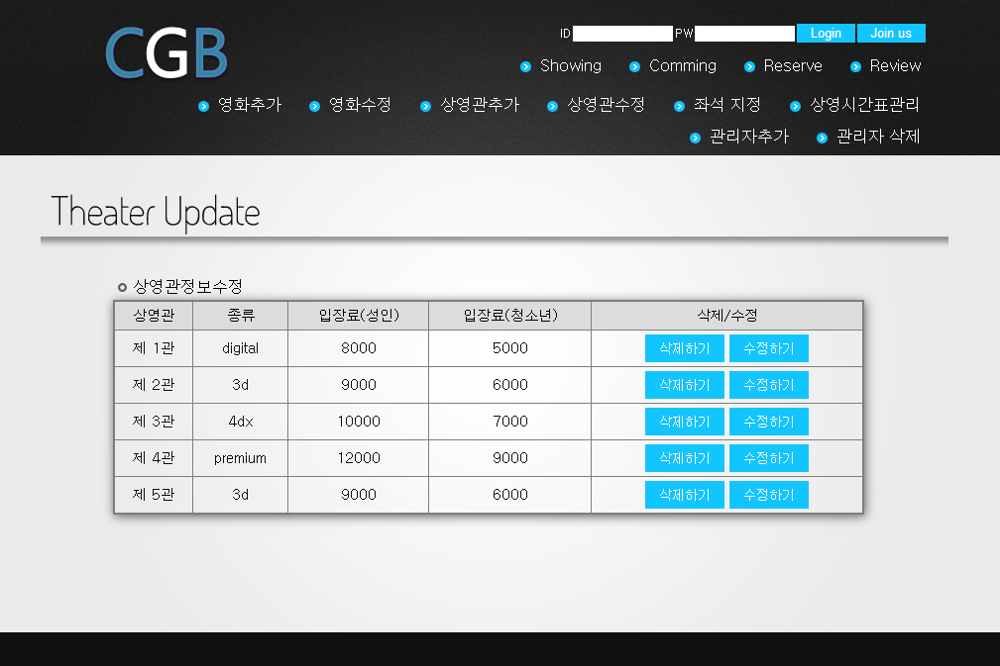 CGB
ID PW Login Join us
Showing Comming Reserve Review
영화추가 영화수정 상영관추가 상영관수정 좌석 지정 상영시간표관리
관리자추가 관리자 삭제
Theater Update
상영관정보수정
상영관 종류 입장료(성인) 입장료(청소년) 삭제/수정
제 1관 digital 8000 5000 삭제하기 수정하기
제 2관 3d 9000 6000 삭제하기 수정하기
제 3관 4dx 10000 7000 삭제하기 수정하기
제 4관 premium 12000 9000 삭제하기 수정하기
제 5관 3d 9000 6000 삭제하기 수정하기